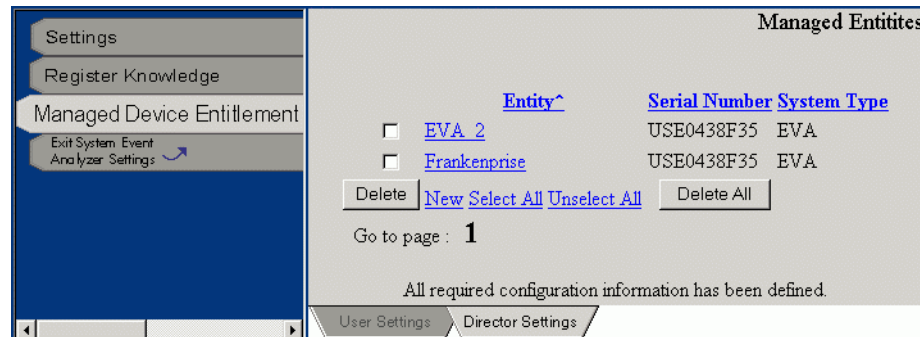 Settings
Register Knowledge
Managed Device Entitlement
Exit System Event
Analyzer Settings
Managed Entitites
Entity^ Serial Number System Type
EVA_2 USE0438F35 EVA
Frankenprise USE0438F35 EVA
Delete New Select All Unselect All Delete All
Go to page : 1
All required configuration information has been defined.
User Settings Director Settings